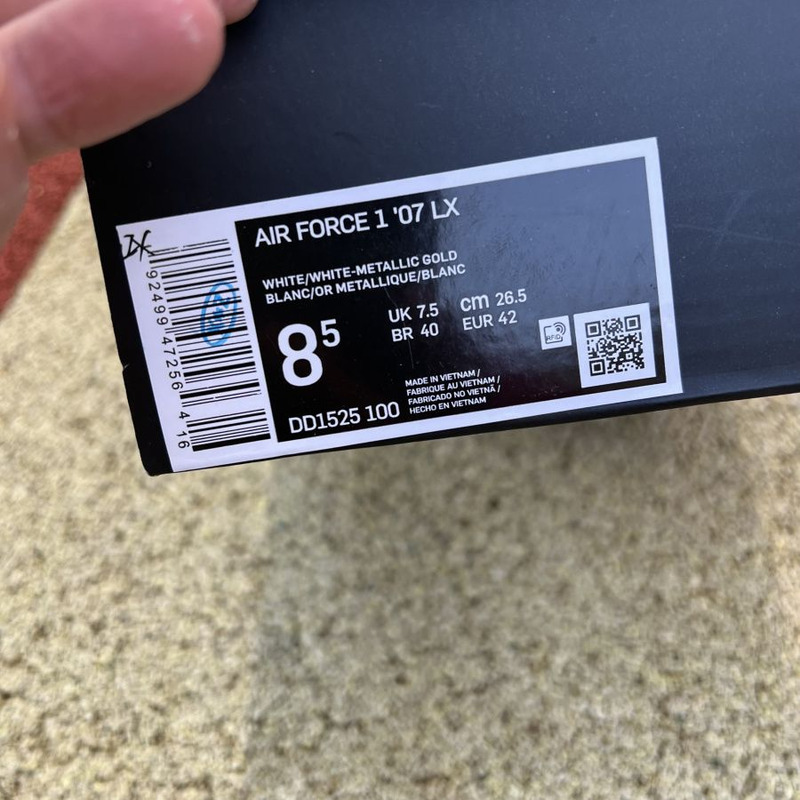 AIR FORCE 1 '07 LX
WHITE/WHITE-METALLIC GOLD
BLANC/OR METALLIQUE/BLANC
8⁵
UK 7.5 cm 26.5
BR 40 EUR 42
RFID
MADE IN VIETNAM /
FABRIQUE AU VIETNAM /
FABRICADO NO VIETNÃ /
HECHO EN VIETNAM
DD1525 100
92499 47256 4 16